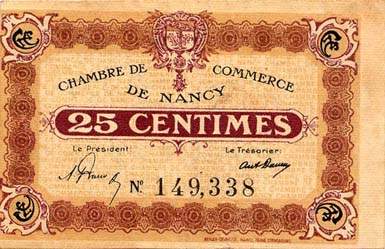 CHAMBRE DE COMMERCE
DE NANCY
25 CENTIMES
Le Président: Le Trésorier:
No 149,338